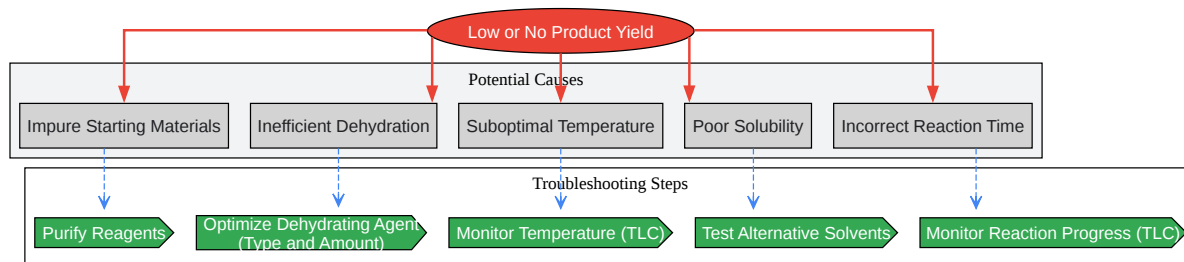 Low or No Product Yield
Potential Causes
Impure Starting Materials
Inefficient Dehydration
Suboptimal Temperature
Poor Solubility
Incorrect Reaction Time
Troubleshooting Steps
Purify Reagents
Optimize Dehydrating Agent
(Type and Amount)
Monitor Temperature (TLC)
Test Alternative Solvents
Monitor Reaction Progress (TLC)